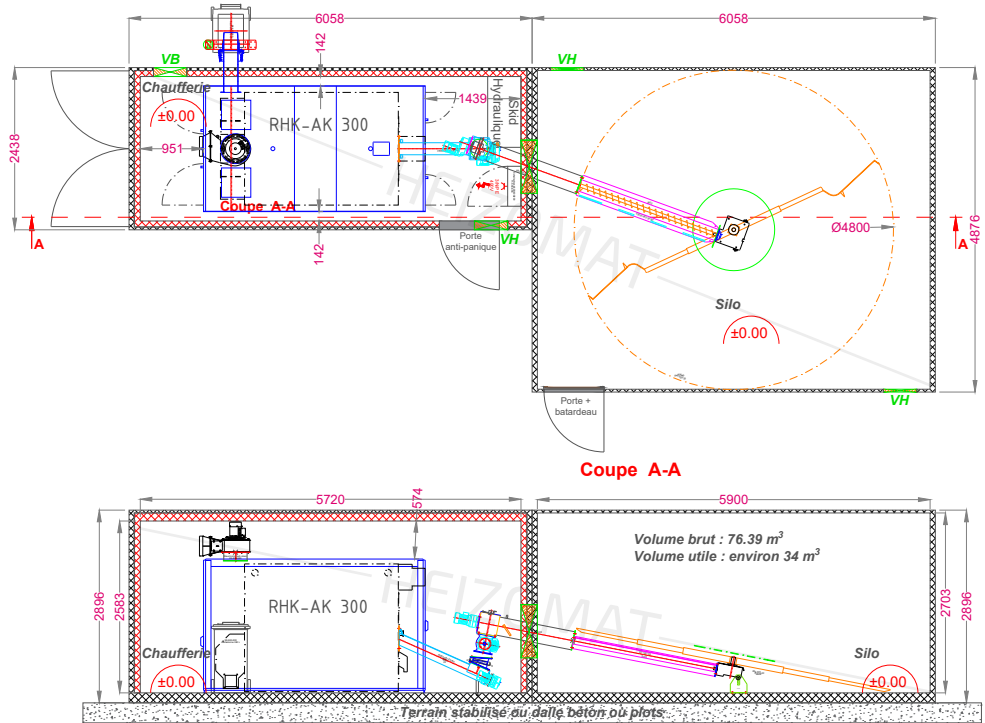 6058
6058
142
VB
VH
Chaufferie
±0.00
RHK-AK 300
1439
Skid
Hydraulique
2438
951
HEIZOMAT
4876
Coupe A-A
A
A
Ø4800
142
Porte
anti-panique
VH
Silo
±0.00
Porte +
batardeau
VH
Coupe A-A
5720
574
5900
Volume brut : 76.39 m³
Volume utile : environ 34 m³
2896
2583
RHK-AK 300
HEIZOMAT
2703
2896
Chaufferie
±0.00
Silo
±0.00
Terrain stabilisé ou dalle béton ou plots